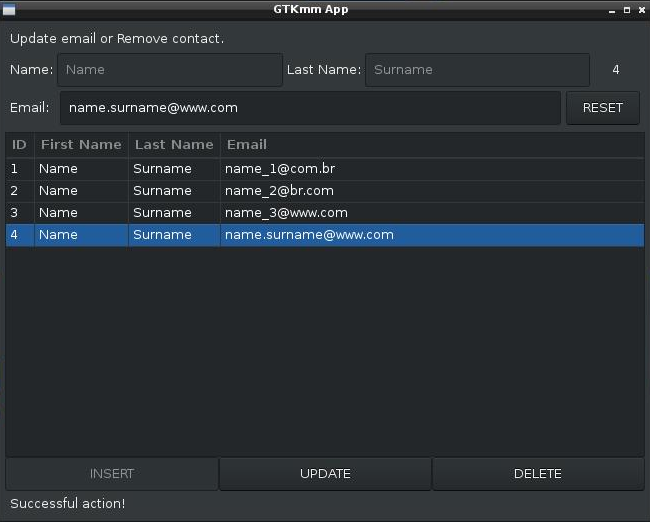 GTKmm App
Update email or Remove contact.
Name: Name Last Name: Surname 4
Email: name.surname@www.com RESET
ID First Name Last Name Email
1 Name Surname name_1@com.br
2 Name Surname name_2@br.com
3 Name Surname name_3@www.com
4 Name Surname name.surname@www.com
INSERT UPDATE DELETE
Successful action!